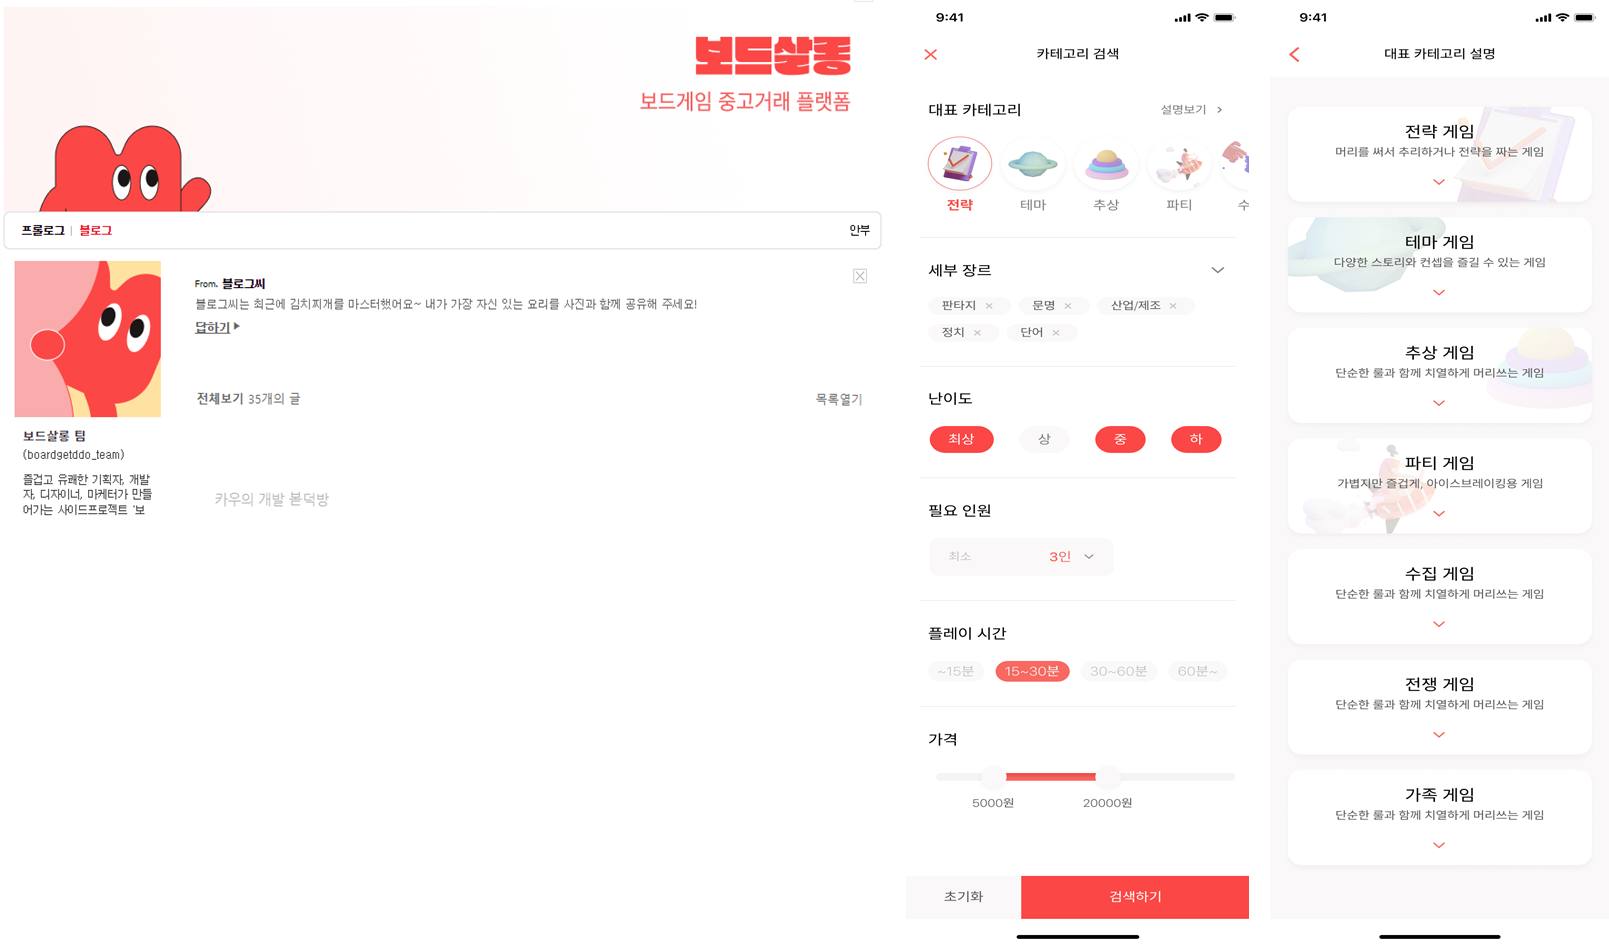 보드살롱
보드게임 중고거래 플랫폼
프롤로그 | 블로그
안부
From. 블로그씨
블로그씨는 최근에 김치찌개를 마스터했어요~ 내가 가장 자신 있는 요리를 사진과 함께 공유해 주세요!
답하기
전체보기 35개의 글
목록열기
보드살롱 팀
(boardgetddo_team)
즐겁고 유쾌한 기획자, 개발
자, 디자이너, 마케터가 만들
어가는 사이드프로젝트 '보
카우의 개발 본덕방
9:41
카테고리 검색
대표 카테고리
설명보기 >
전략
테마
추상
파티
수
세부 장르
판타지 ×
문명 ×
산업/제조 ×
정치 ×
단어 ×
난이도
최상
상
중
하
필요 인원
최소
3인
플레이 시간
~15분
15~30분
30~60분
60분~
가격
5000원
20000원
초기화
검색하기
9:41
대표 카테고리 설명
전략 게임
머리를 써서 추리하거나 전략을 짜는 게임
테마 게임
다양한 스토리와 컨셉을 즐길 수 있는 게임
추상 게임
단순한 룰과 함께 치열하게 머리쓰는 게임
파티 게임
가볍지만 즐겁게, 아이스브레이킹용 게임
수집 게임
단순한 룰과 함께 치열하게 머리쓰는 게임
전쟁 게임
단순한 룰과 함께 치열하게 머리쓰는 게임
가족 게임
단순한 룰과 함께 치열하게 머리쓰는 게임